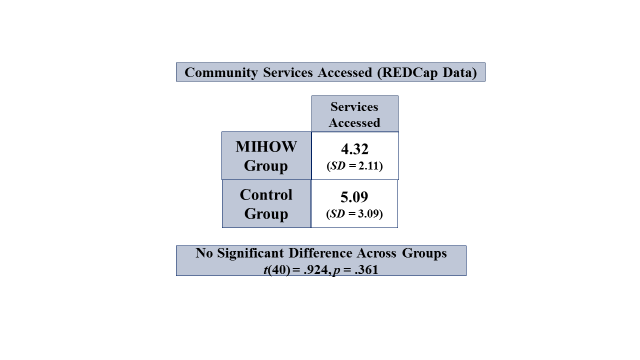 Community Services Accessed (REDCap Data)
Services
Accessed
MIHOW
Group
4.32
(SD = 2.11)
Control
Group
5.09
(SD = 3.09)
No Significant Difference Across Groups
t(40) = .924, p = .361